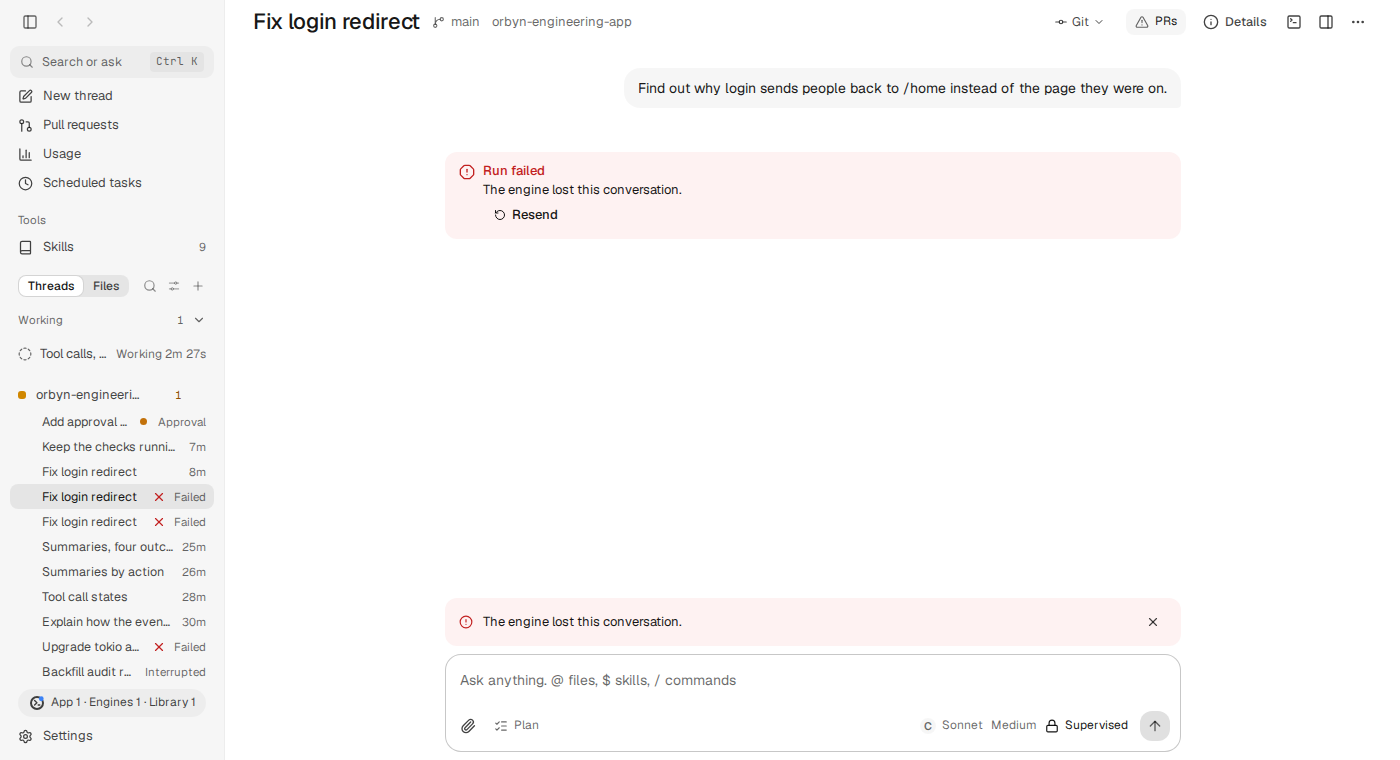 Fix login redirect
main
orbyn-engineering-app
Git
PRs
Details
Search or ask
Ctrl K
New thread
Pull requests
Usage
Scheduled tasks
Tools
Skills 9
Threads Files
Working 1
Tool calls, ... Working 2m 27s
orbyn-engineeri... 1
Add approval ... Approval
Keep the checks runni... 7m
Fix login redirect 8m
Fix login redirect Failed
Fix login redirect Failed
Summaries, four outc... 25m
Summaries by action 26m
Tool call states 28m
Explain how the even... 30m
Upgrade tokio a... Failed
Backfill audit r... Interrupted
App 1 · Engines 1 · Library 1
Settings
Find out why login sends people back to /home instead of the page they were on.
Run failed
The engine lost this conversation.
Resend
The engine lost this conversation.
Ask anything. @ files, $ skills, / commands
Plan
C Sonnet Medium Supervised